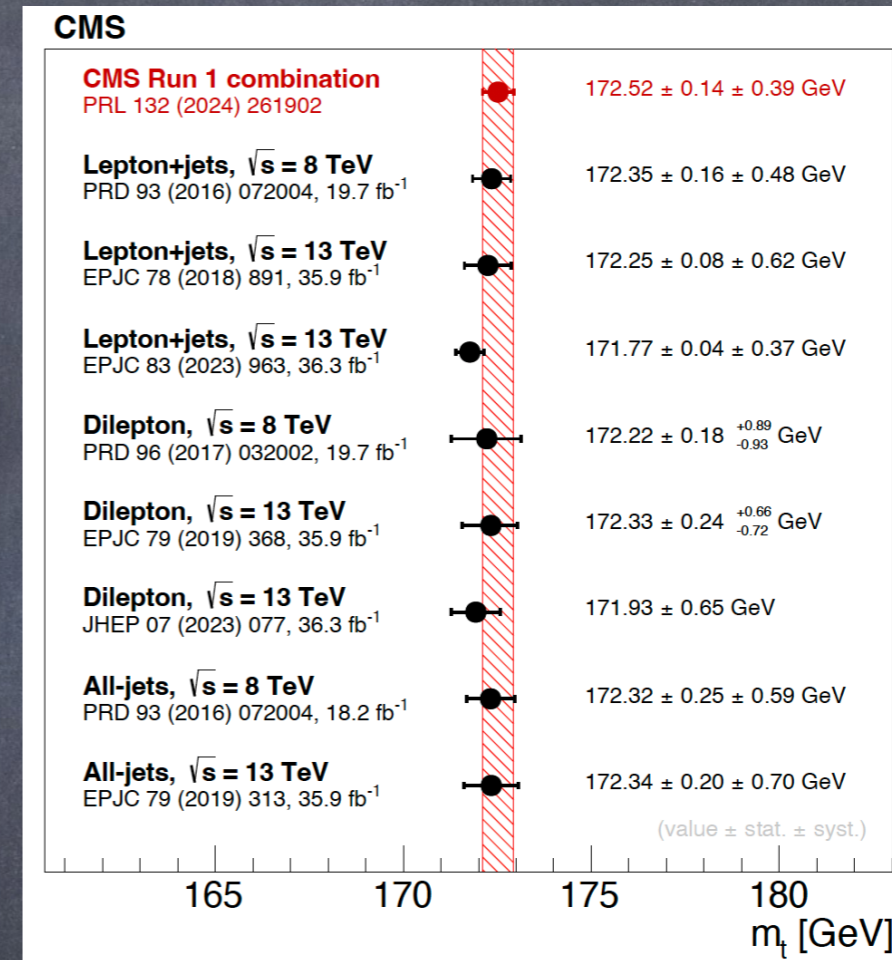 CMS
CMS Run 1 combination
PRL 132 (2024) 261902
172.52 ± 0.14 ± 0.39 GeV
Lepton+jets, √s = 8 TeV
PRD 93 (2016) 072004, 19.7 fb⁻¹
172.35 ± 0.16 ± 0.48 GeV
Lepton+jets, √s = 13 TeV
EPJC 78 (2018) 891, 35.9 fb⁻¹
172.25 ± 0.08 ± 0.62 GeV
Lepton+jets, √s = 13 TeV
EPJC 83 (2023) 963, 36.3 fb⁻¹
171.77 ± 0.04 ± 0.37 GeV
Dilepton, √s = 8 TeV
PRD 96 (2017) 032002, 19.7 fb⁻¹
172.22 ± 0.18 +0.89 -0.93 GeV
Dilepton, √s = 13 TeV
EPJC 79 (2019) 368, 35.9 fb⁻¹
172.33 ± 0.24 +0.66 -0.72 GeV
Dilepton, √s = 13 TeV
JHEP 07 (2023) 077, 36.3 fb⁻¹
171.93 ± 0.65 GeV
All-jets, √s = 8 TeV
PRD 93 (2016) 072004, 18.2 fb⁻¹
172.32 ± 0.25 ± 0.59 GeV
All-jets, √s = 13 TeV
EPJC 79 (2019) 313, 35.9 fb⁻¹
172.34 ± 0.20 ± 0.70 GeV
(value ± stat. ± syst.)
165 170 175 180
mₜ [GeV]